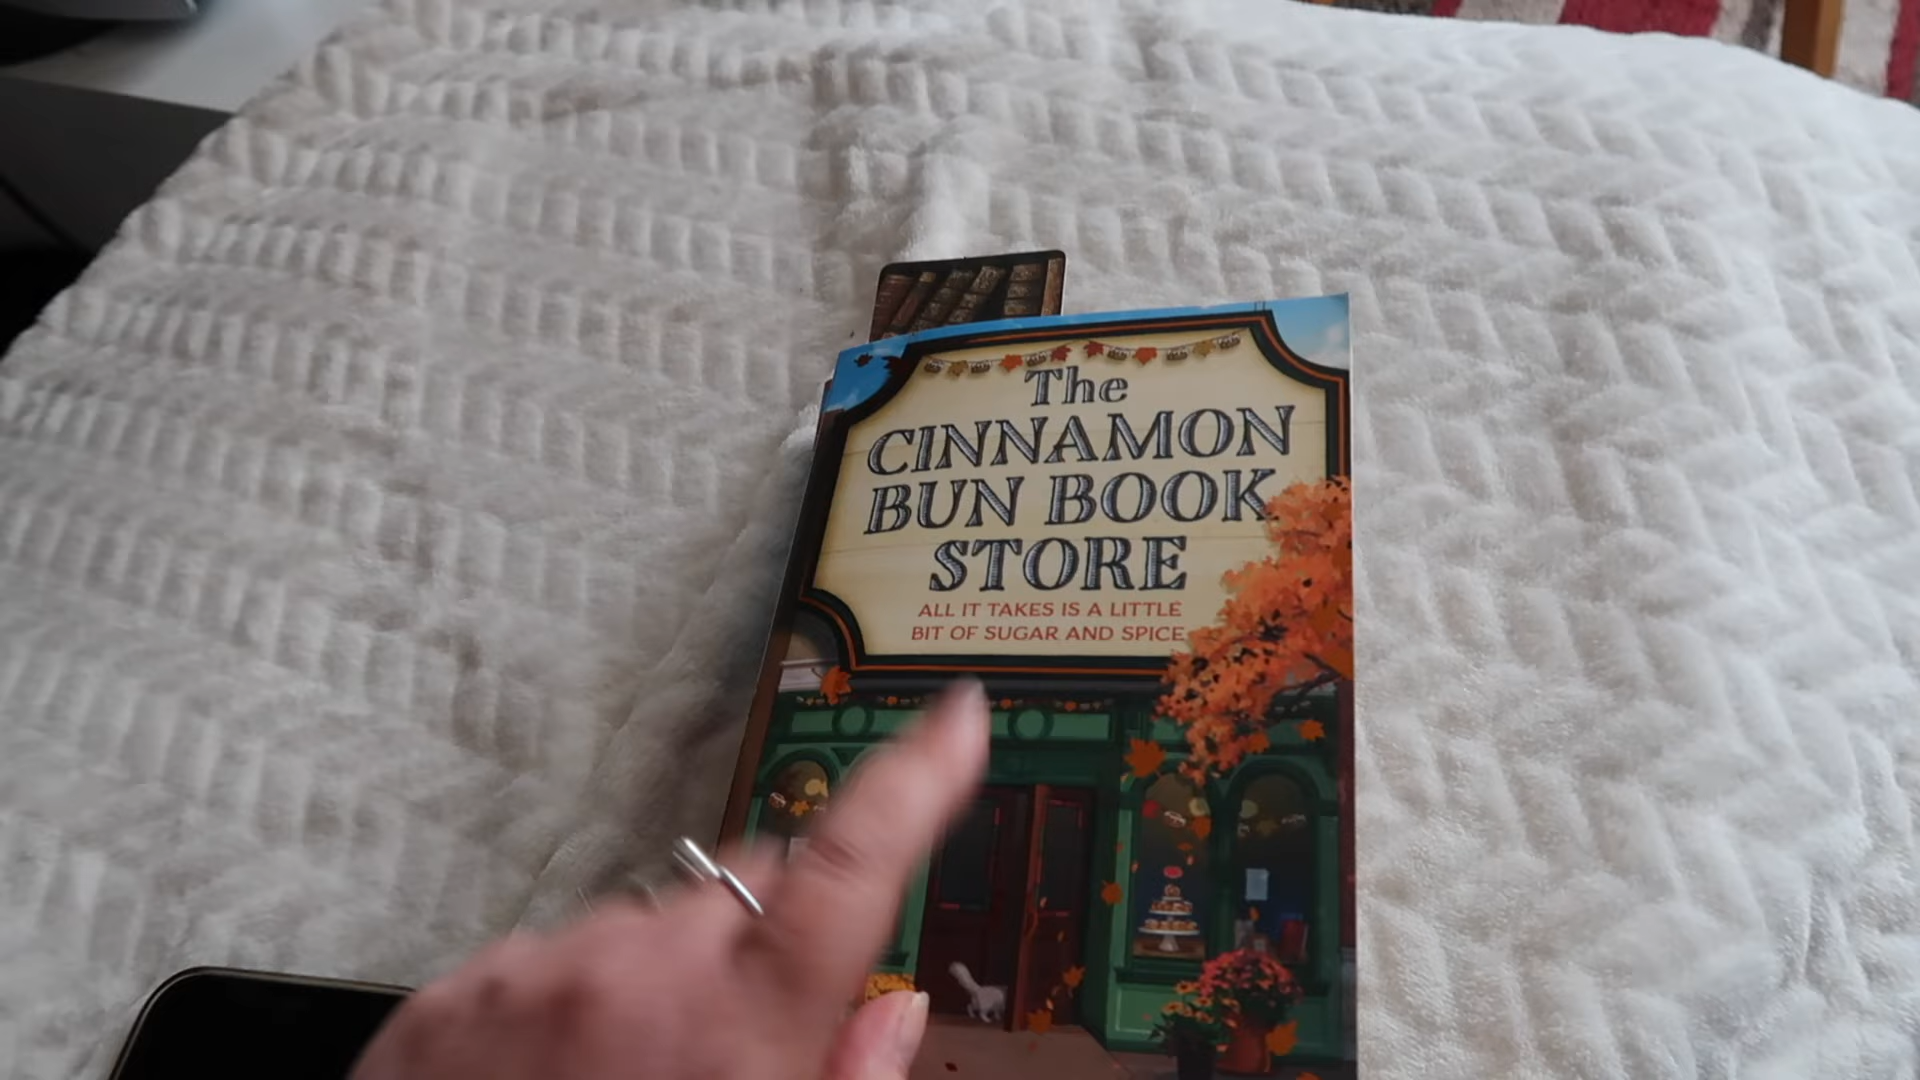 The
CINNAMON
BUN BOOK
STORE
ALL IT TAKES IS A LITTLE
BIT OF SUGAR AND SPICE